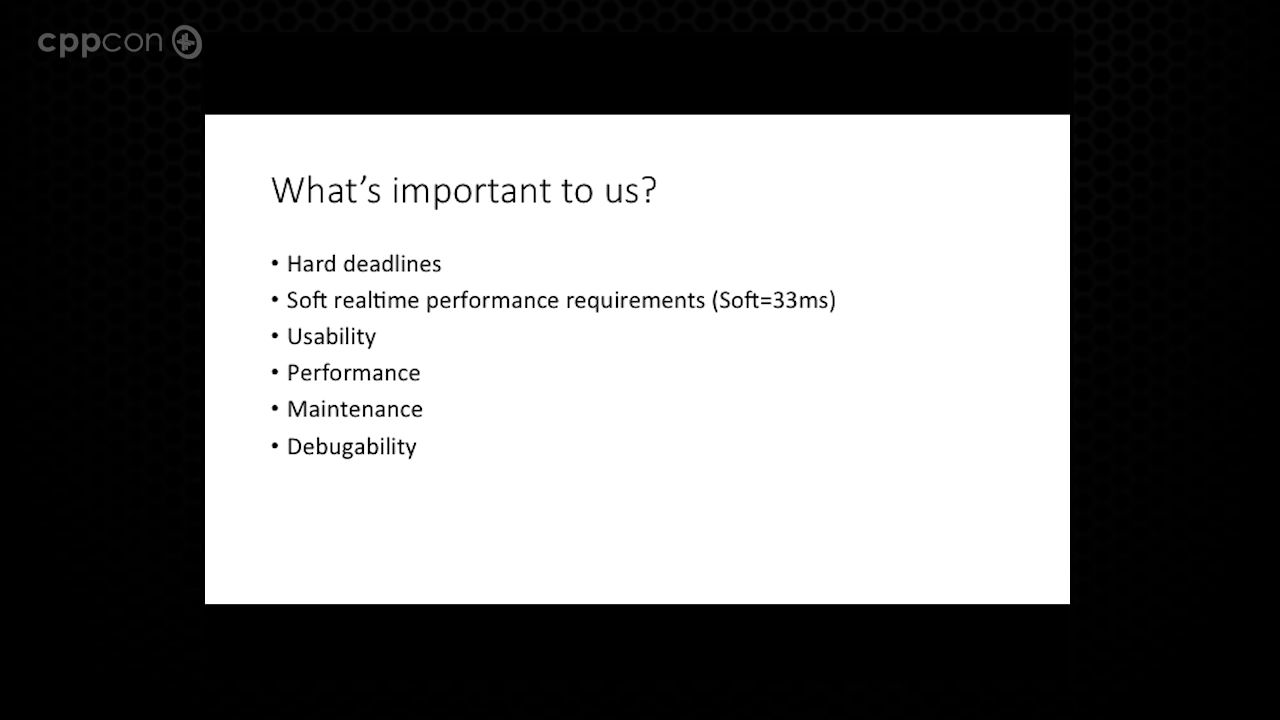 cppcon
What's important to us?
• Hard deadlines
• Soft realtime performance requirements (Soft=33ms)
• Usability
• Performance
• Maintenance
• Debugability